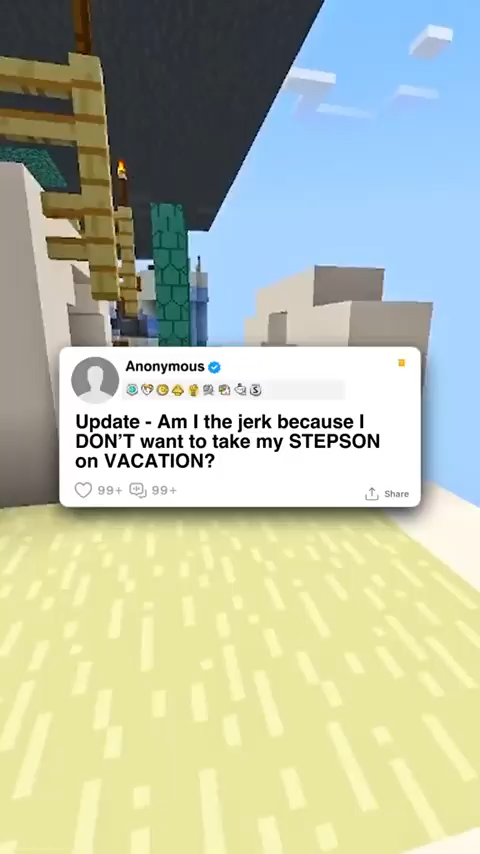 Anonymous
Update - Am I the jerk because I
DON’T want to take my STEPSON
on VACATION?
99+ 99+ Share